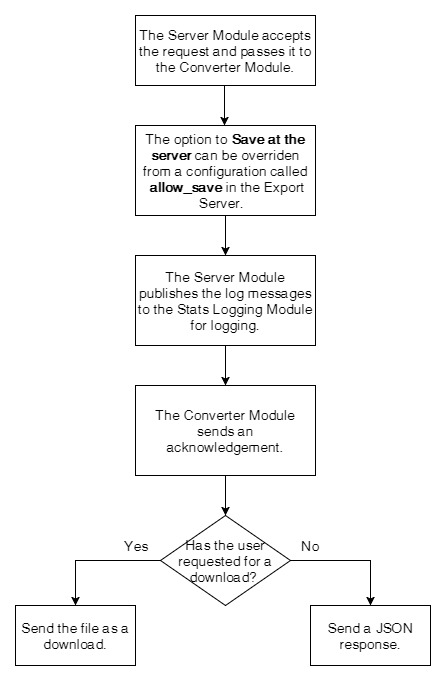 The Server Module accepts
the request and passes it to
the Converter Module.
The option to Save at the
server can be overriden
from a configuration called
allow_save in the Export
Server.
The Server Module
publishes the log messages
to the Stats Logging Module
for logging.
The Converter Module
sends an
acknowledgement.
Has the user
requested for a
download?
Yes
No
Send the file as a
download.
Send a JSON
response.